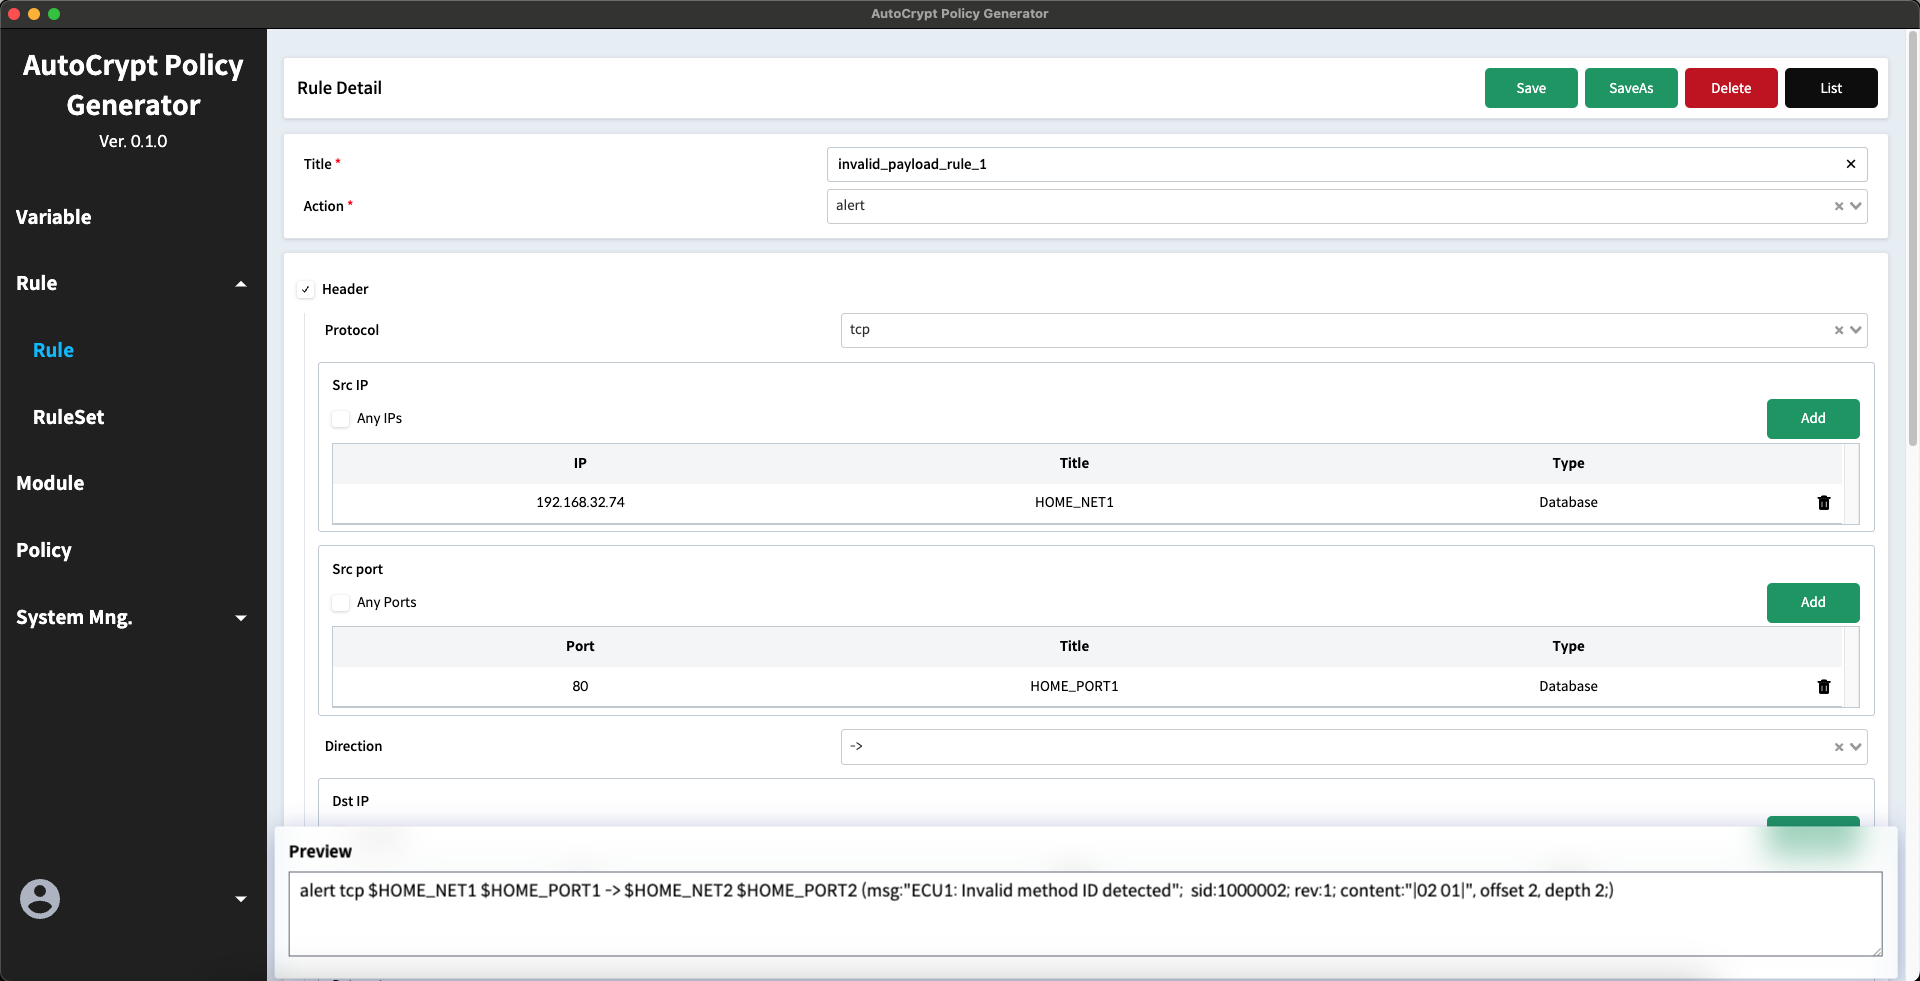 AutoCrypt Policy Generator
AutoCrypt Policy
Generator
Ver. 0.1.0
Variable
Rule
Rule
RuleSet
Module
Policy
System Mng.
Rule Detail
Save
SaveAs
Delete
List
Title *
invalid_payload_rule_1
Action *
alert
Header
Protocol
tcp
Src IP
Any IPs
Add
IP Title Type
192.168.32.74 HOME_NET1 Database
Src port
Any Ports
Add
Port Title Type
80 HOME_PORT1 Database
Direction
->
Dst IP
Preview
alert tcp $HOME_NET1 $HOME_PORT1 -> $HOME_NET2 $HOME_PORT2 (msg:"ECU1: Invalid method ID detected";  sid:1000002; rev:1; content:"|02 01|", offset 2, depth 2;)